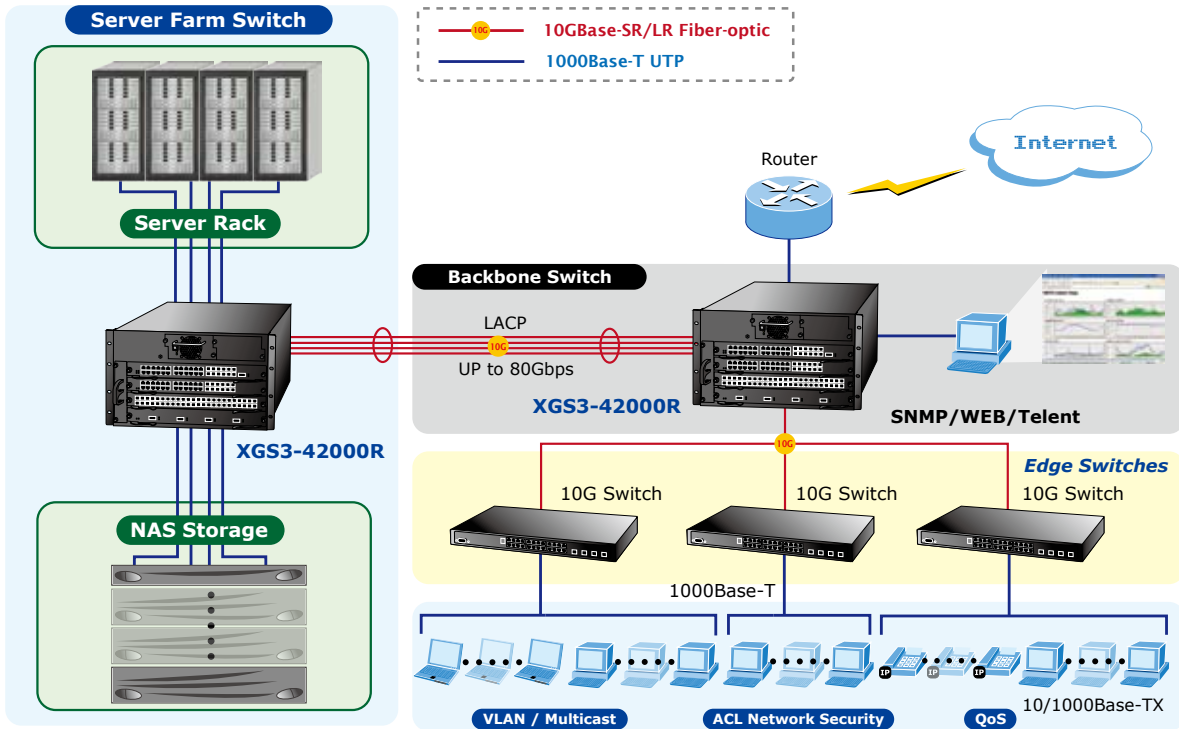 Server Farm Switch
10GBase-SR/LR Fiber-optic
10G
1000Base-T UTP
Internet
Router
Server Rack
Backbone Switch
LACP
10G
UP to 80Gbps
XGS3-42000R
SNMP/WEB/Telent
XGS3-42000R
10G
Edge Switches
10G Switch
10G Switch
10G Switch
NAS Storage
1000Base-T
IP
IP
IP
10/1000Base-TX
VLAN / Multicast
ACL Network Security
QoS